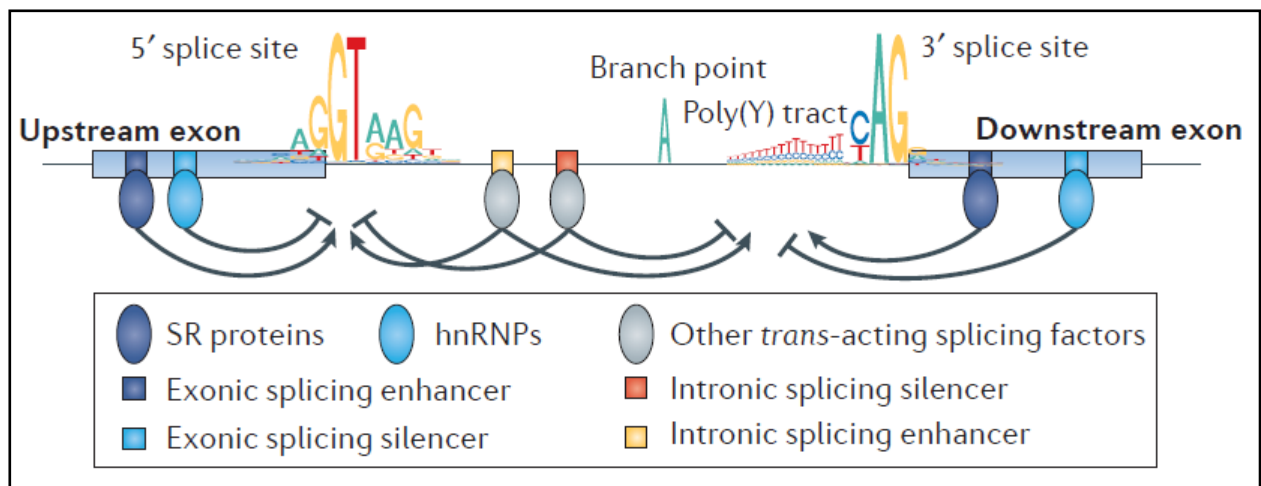 5′ splice site
3′ splice site
Branch point
Poly(Y) tract
Upstream exon
Downstream exon
A
G
G
T
A
A
G
A
C
A
G
T
SR proteins
hnRNPs
Other trans-acting splicing factors
Exonic splicing enhancer
Intronic splicing silencer
Exonic splicing silencer
Intronic splicing enhancer